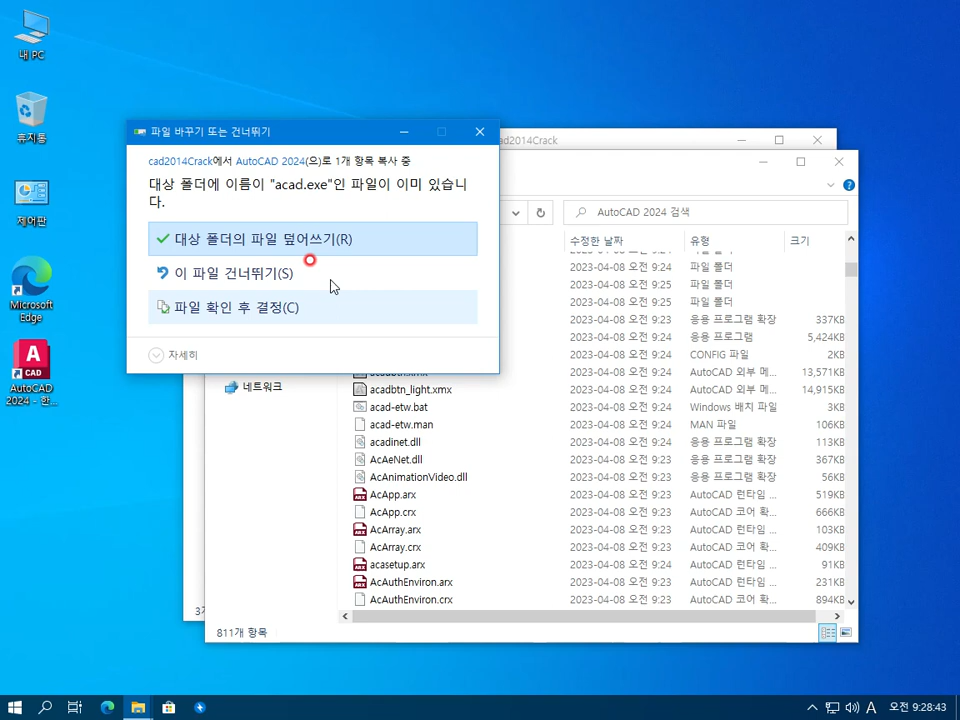 내 PC
휴지통
제어판
Microsoft
Edge
AutoCAD
2024 - 한...
파일 바꾸기 또는 건너뛰기
cad2014Crack에서 AutoCAD 2024(으)로 1개 항목 복사 중
대상 폴더에 이름이 "acad.exe"인 파일이 이미 있습니
다.
대상 폴더의 파일 덮어쓰기(R)
이 파일 건너뛰기(S)
파일 확인 후 결정(C)
자세히
ad2014Crack
AutoCAD 2024 검색
수정한 날짜 유형 크기
2023-04-08 오전 9:24 파일 폴더
2023-04-08 오전 9:25 파일 폴더
2023-04-08 오전 9:25 파일 폴더
2023-04-08 오전 9:23 응용 프로그램 확장 337KB
2023-04-08 오전 9:23 응용 프로그램 5,424KB
2023-04-08 오전 9:24 CONFIG 파일 2KB
2023-04-08 오전 9:24 AutoCAD 외부 메... 13,571KB
네트워크
acadbtn_light.xmx 2023-04-08 오전 9:24 AutoCAD 외부 메... 14,915KB
acad-etw.bat 2023-04-08 오전 9:24 Windows 배치 파일 3KB
acad-etw.man 2023-04-08 오전 9:24 MAN 파일 106KB
acadinet.dll 2023-04-08 오전 9:24 응용 프로그램 확장 113KB
AcAeNet.dll 2023-04-08 오전 9:23 응용 프로그램 확장 367KB
AcAnimationVideo.dll 2023-04-08 오전 9:24 응용 프로그램 확장 56KB
AcApp.arx 2023-04-08 오전 9:23 AutoCAD 런타임 ... 519KB
AcApp.crx 2023-04-08 오전 9:23 AutoCAD 코어 확... 666KB
AcArray.arx 2023-04-08 오전 9:23 AutoCAD 런타임 ... 103KB
AcArray.crx 2023-04-08 오전 9:23 AutoCAD 코어 확... 409KB
acasetup.arx 2023-04-08 오전 9:24 AutoCAD 런타임 ... 91KB
AcAuthEnviron.arx 2023-04-08 오전 9:23 AutoCAD 런타임 ... 231KB
AcAuthEnviron.crx 2023-04-08 오전 9:23 AutoCAD 코어 확... 894KB
811개 항목
A 오전 9:28:43